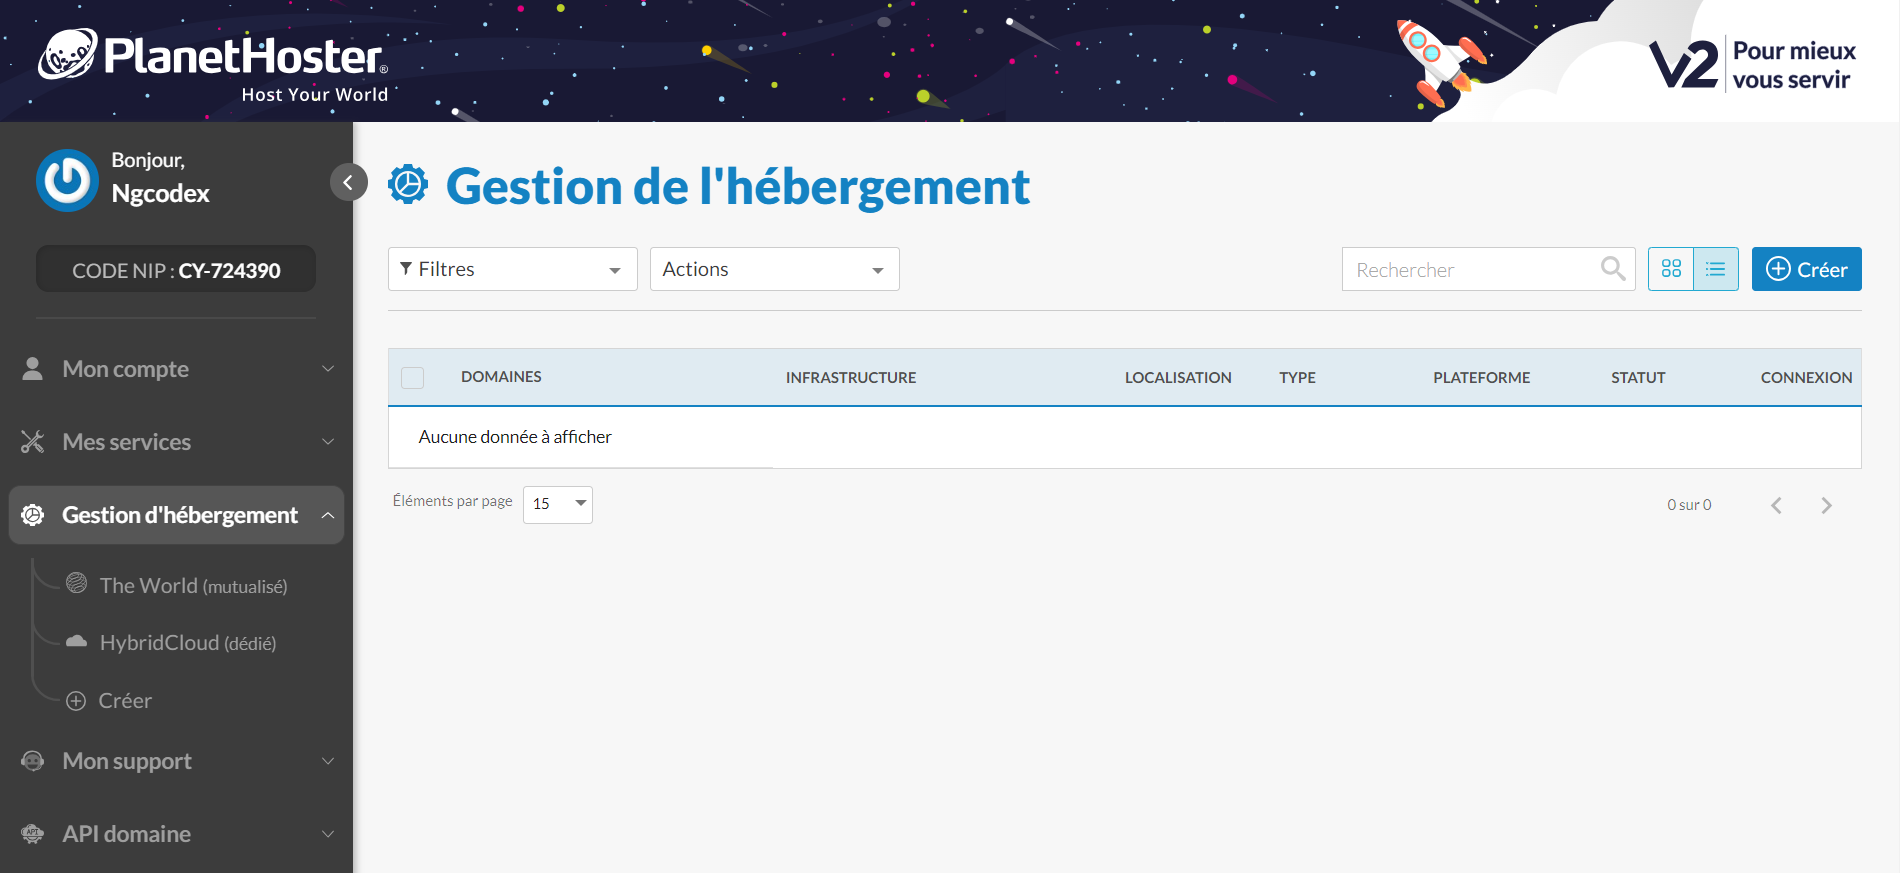 PlanetHoster®
Host Your World
V2 Pour mieux
vous servir
Bonjour,
Ngcodex
CODE NIP : CY-724390
Mon compte
Mes services
Gestion d'hébergement
The World (mutualisé)
HybridCloud (dédié)
Créer
Mon support
API domaine
Gestion de l'hébergement
Filtres
Actions
Rechercher
Créer
DOMAINES INFRASTRUCTURE LOCALISATION TYPE PLATEFORME STATUT CONNEXION
Aucune donnée à afficher
Éléments par page 15
0 sur 0